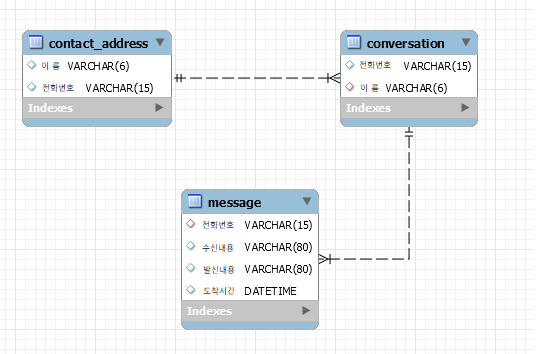 contact_address
이 름 VARCHAR(6)
전화번호 VARCHAR(15)
Indexes
conversation
전화번호 VARCHAR(15)
이 름 VARCHAR(6)
Indexes
message
전화번호 VARCHAR(15)
수신내용 VARCHAR(80)
발신내용 VARCHAR(80)
도착시간 DATETIME
Indexes